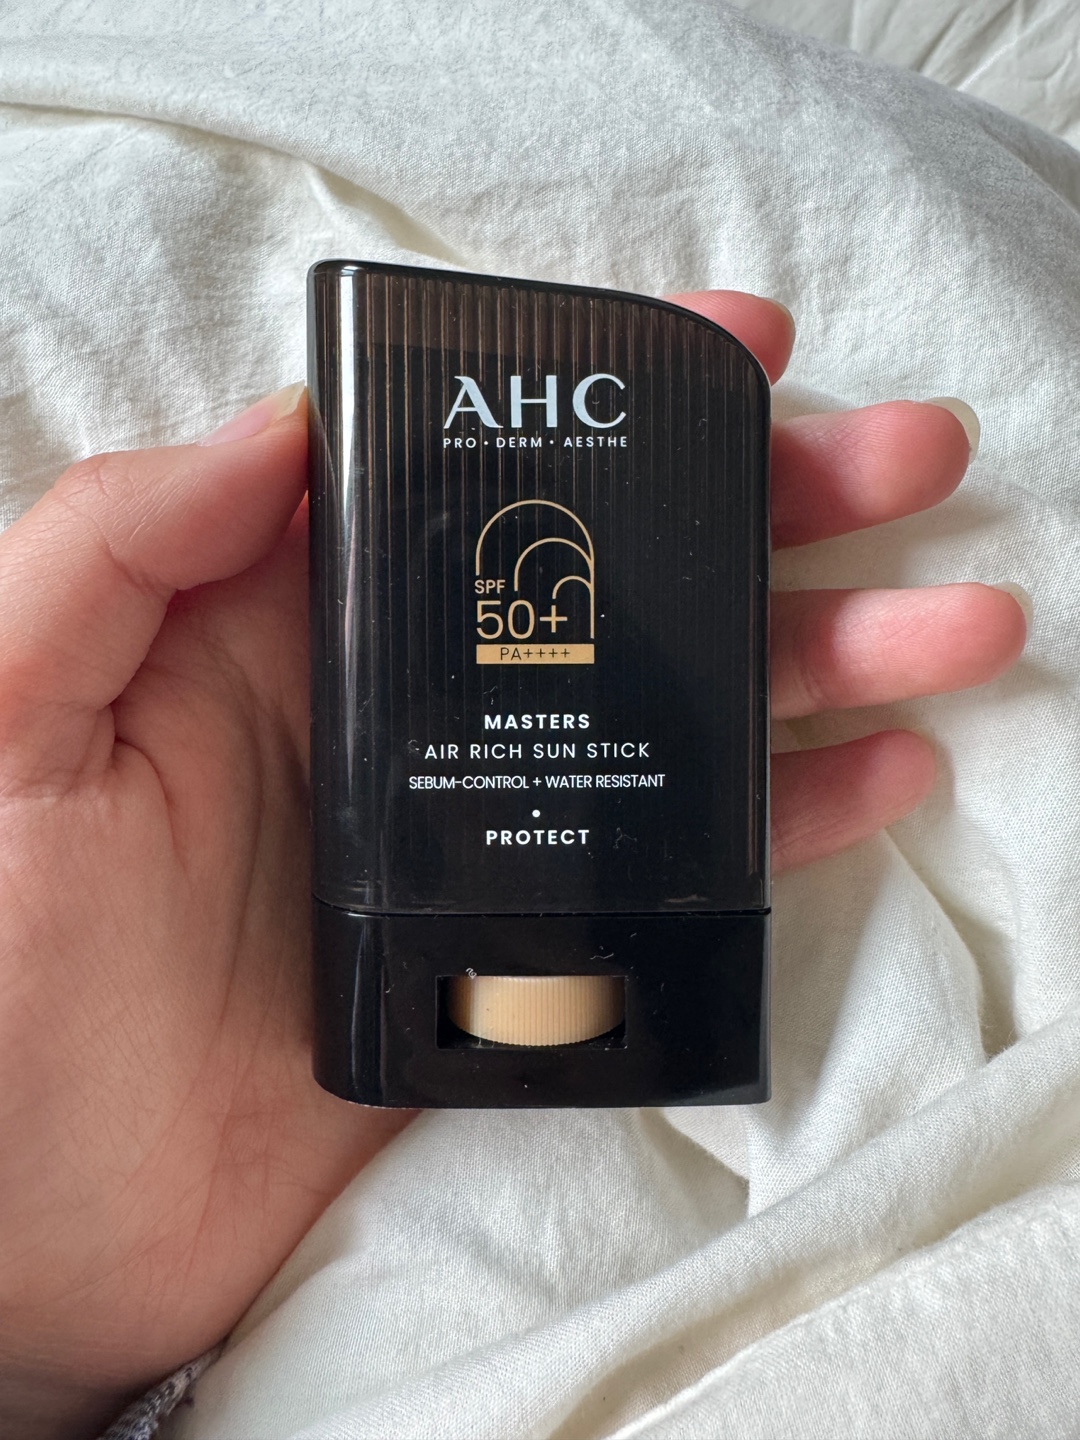 AHC
PRO • DERM • AESTHE
SPF
50+
PA++++
MASTERS
AIR RICH SUN STICK
SEBUM-CONTROL + WATER RESISTANT
•
PROTECT